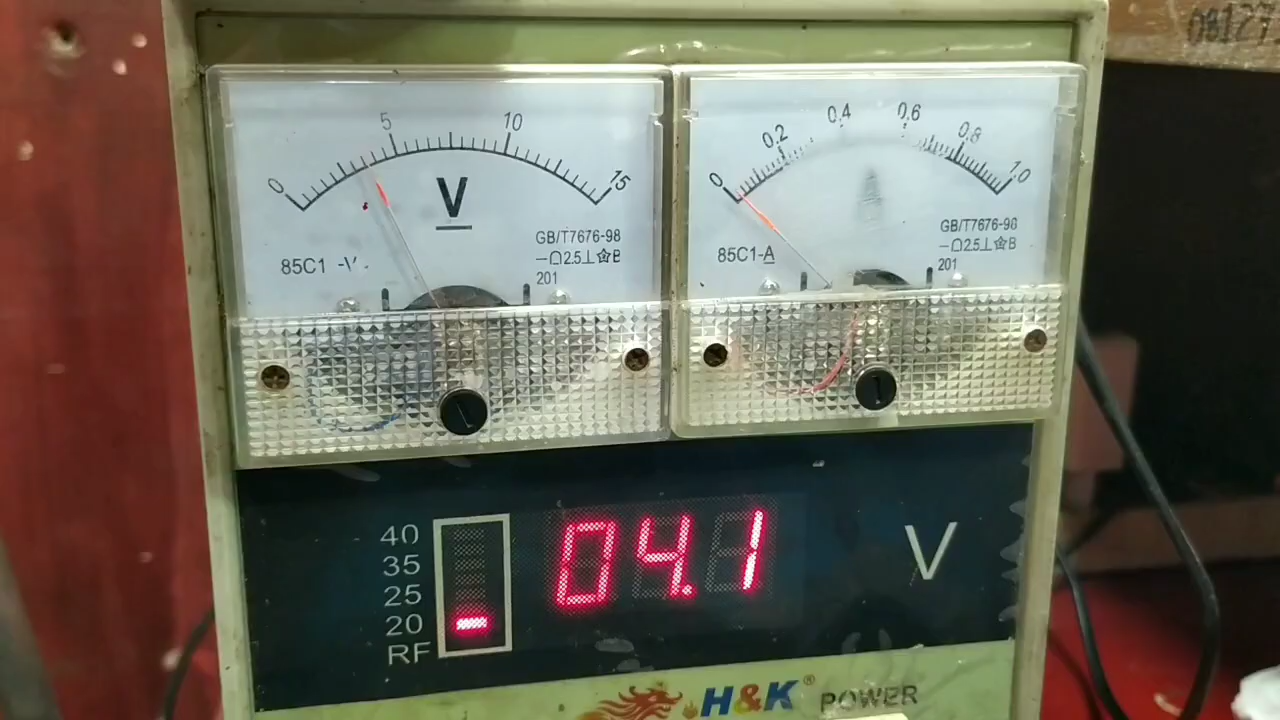 08127
0 5 10 15
V
GB/T7676-98
85C1 -V
2.5 B
201
0 0.2 0.4 0.6 0.8 1.0
GB/T7676-98
85C1-A
2.5 B
201
40
35
25
20
RF
04.1
V
H&K® POWER